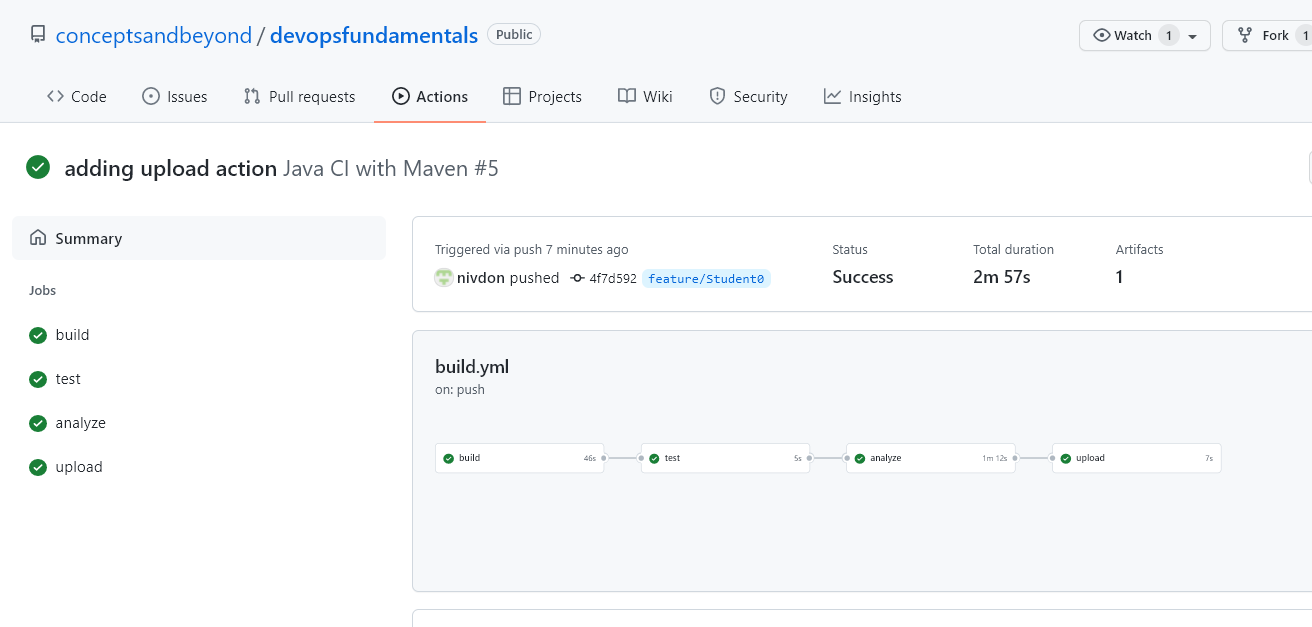 conceptsandbeyond / devopsfundamentals Public Watch 1 Fork 1
Code Issues Pull requests Actions Projects Wiki Security Insights
adding upload action Java CI with Maven #5
Summary
Jobs
build
test
analyze
upload
Triggered via push 7 minutes ago Status Total duration Artifacts
nivdon pushed 4f7d592 feature/Student0 Success 2m 57s 1
build.yml
on: push
build 46s test 5s analyze 1m 12s upload 7s